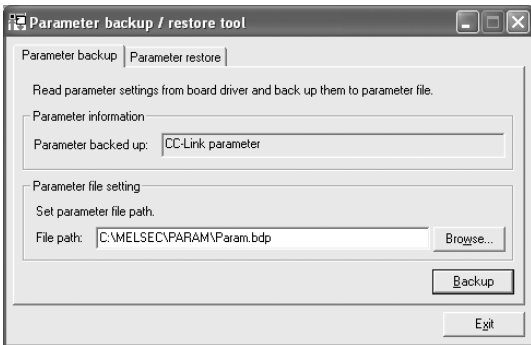 Parameter backup / restore tool
Parameter backup Parameter restore
Read parameter settings from board driver and back up them to parameter file.
Parameter information
Parameter backed up: CC-Link parameter
Parameter file setting
Set parameter file path.
File path: C:\MELSEC\PARAM\Param.bdp Browse...
Backup
Exit